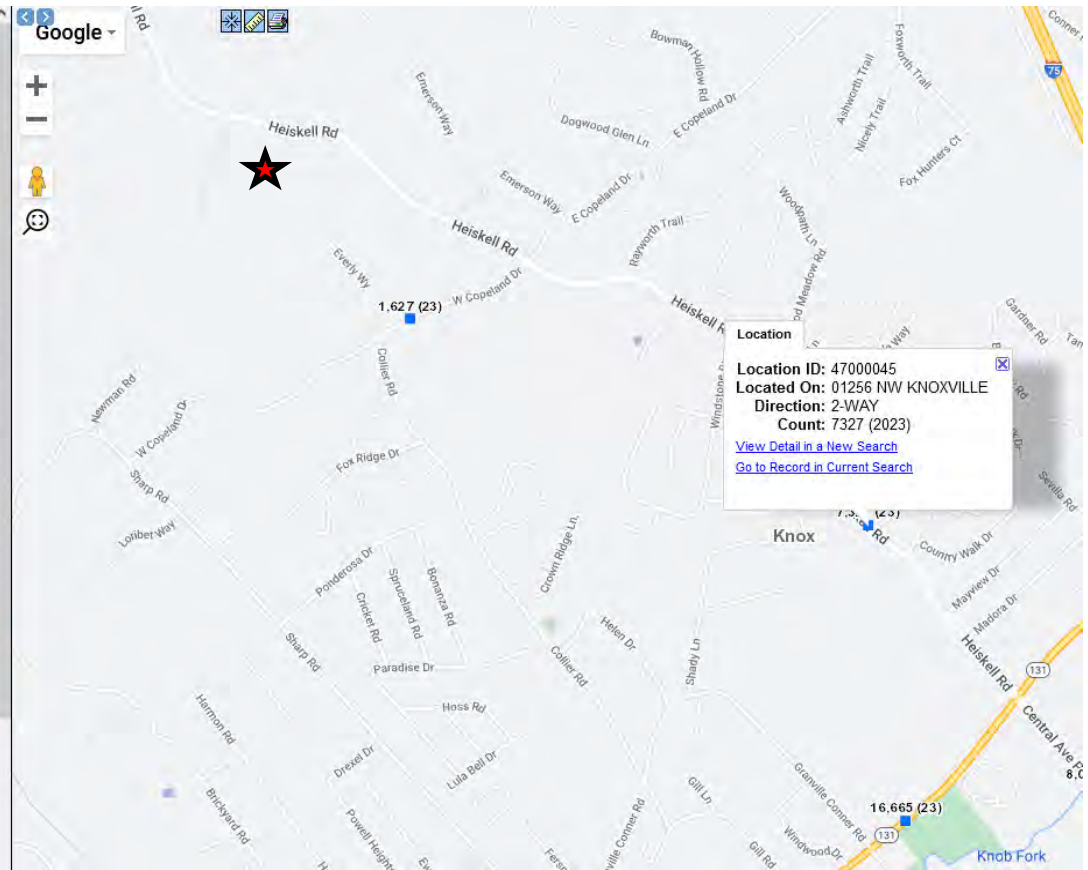 Google
Heiskell Rd
Emerson Way
Bowman Hollow Rd
Dogwood Glen Ln
E Copeland Dr
Ashworth Trail
Nicely Trail
Foxworth Trail
Fox Hunters Ct
75
Emerson Way
E Copeland Dr
Rayworth Trail
Woodpath Ln
Heiskell Rd
Everly Wy
W Copeland Dr
1,627 (23)
Collier Rd
Gardner Rd
Location
Location ID: 47000045
Located On: 01256 NW KNOXVILLE
Direction: 2-WAY
Count: 7327 (2023)
View Detail in a New Search
Go to Record in Current Search
Newman Rd
W Copeland Dr
Fox Ridge Dr
Sharp Rd
Loribet Way
Sevilla Rd
Knox
Country Walk Dr
Mayview Dr
Madora Dr
Crown Ridge Ln
Ponderosa Dr
Cricket Rd
Spruceland Rd
Bonanza Rd
Paradise Dr
Helen Dr
Collier Rd
Shady Ln
Heiskell Rd
131
Sharp Rd
Hoss Rd
Harmon Rd
Drexel Dr
Lula Bell Dr
Central Ave
Gill Ln
Granville Conner Rd
16,665 (23)
131
Brickyard Rd
Gill Rd
Windwood Dr
Knob Fork